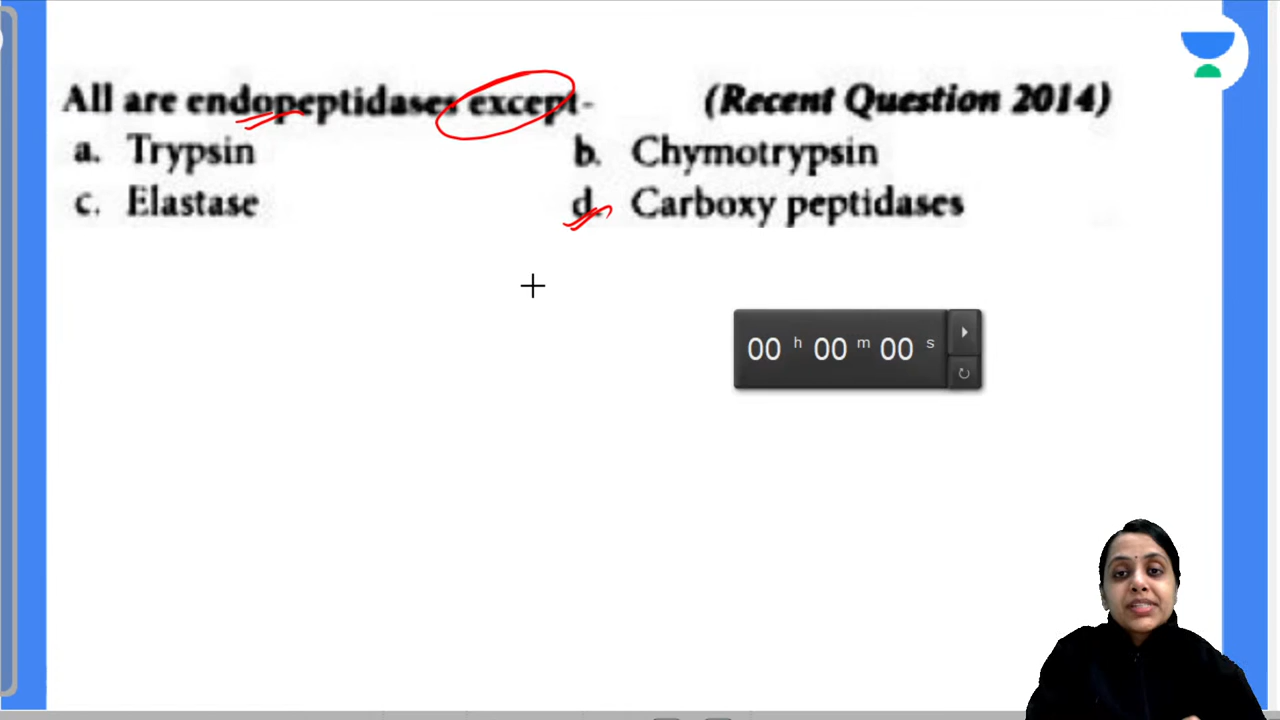 All are endopeptidases except- (Recent Question 2014)
a. Trypsin b. Chymotrypsin
c. Elastase d. Carboxy peptidases
00 h 00 m 00 s